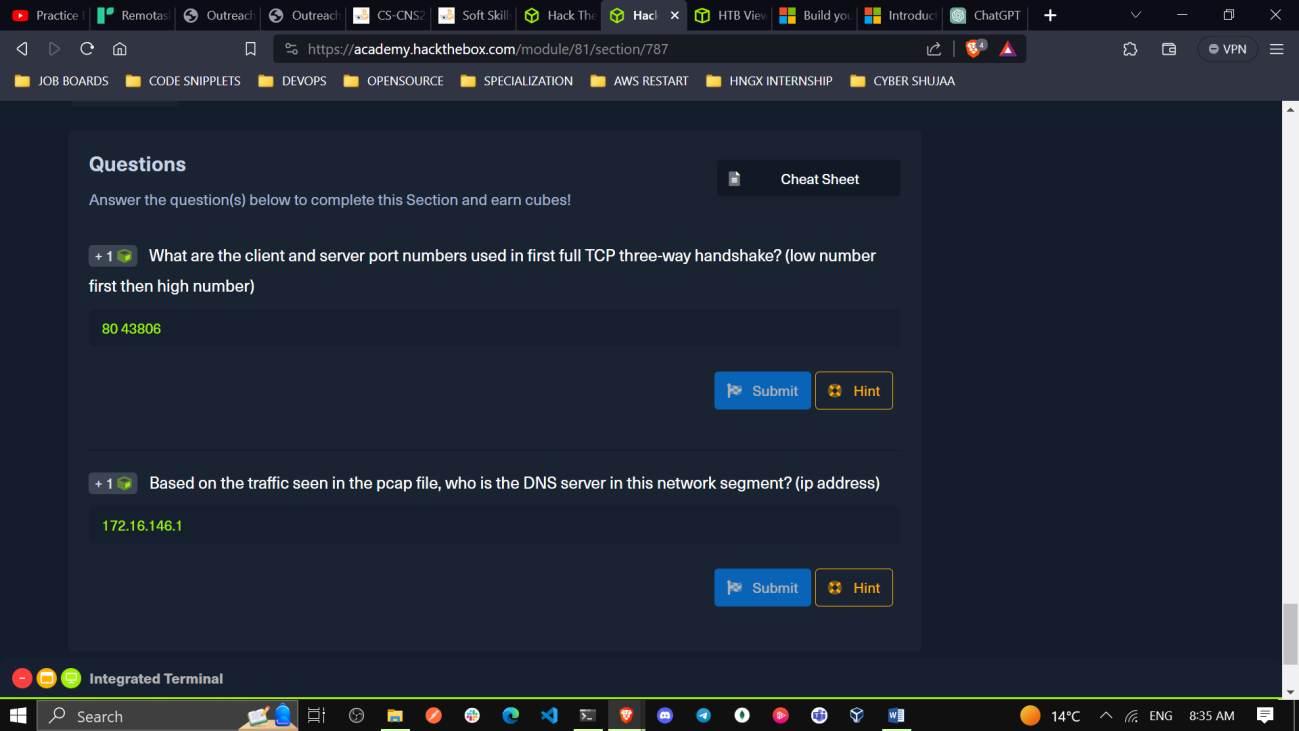 Practice
Remotas
Outreach
Outreach
CS-CNS2
Soft Skill
Hack The
Hack
HTB View
Build you
Introduct
ChatGPT
https://academy.hackthebox.com/module/81/section/787
4
VPN
JOB BOARDS
CODE SNIPPLETS
DEVOPS
OPENSOURCE
SPECIALIZATION
AWS RESTART
HNGX INTERNSHIP
CYBER SHUJAA
Questions
Cheat Sheet
Answer the question(s) below to complete this Section and earn cubes!
+ 1 What are the client and server port numbers used in first full TCP three-way handshake? (low number
first then high number)
80 43806
Submit Hint
+ 1 Based on the traffic seen in the pcap file, who is the DNS server in this network segment? (ip address)
172.16.146.1
Submit Hint
Integrated Terminal
Search
14°C
ENG
8:35 AM